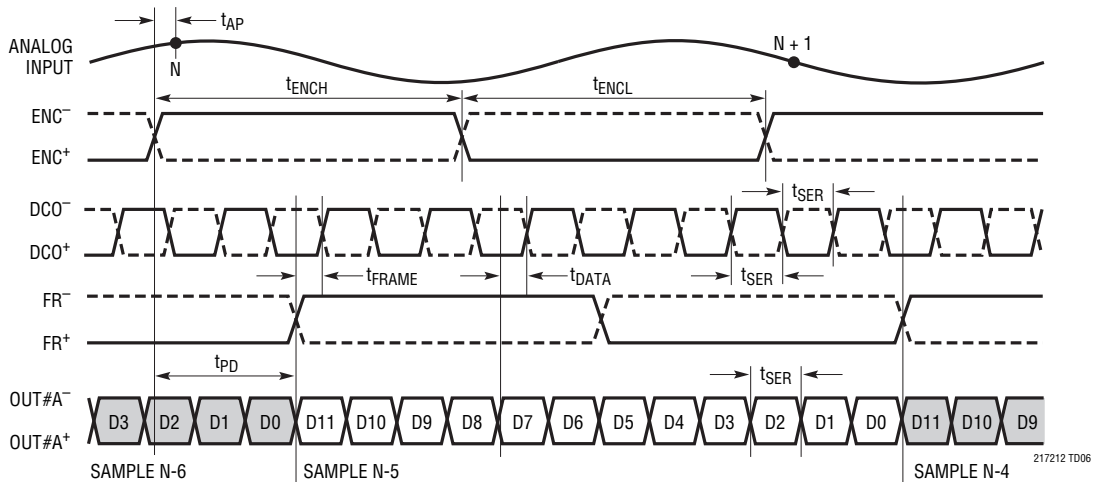 tAP
ANALOG
INPUT
N
N + 1
tENCH
tENCL
ENC–
ENC+
DCO–
DCO+
tSER
tFRAME
tDATA
tSER
FR–
FR+
tPD
tSER
OUT#A–
OUT#A+
D3 D2 D1 D0 D11 D10 D9 D8 D7 D6 D5 D4 D3 D2 D1 D0 D11 D10 D9
SAMPLE N-6 SAMPLE N-5 SAMPLE N-4
217212 TD06